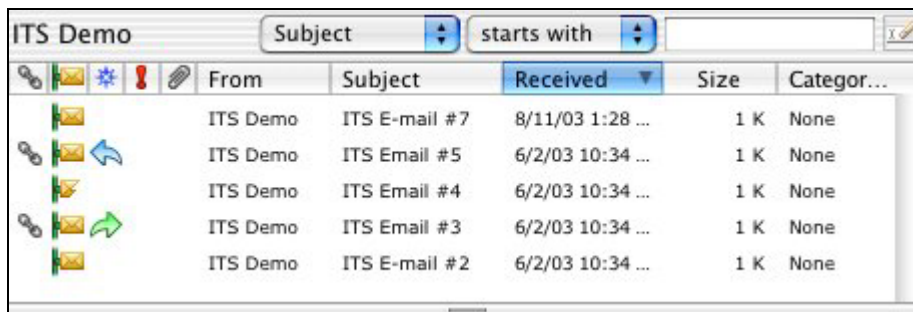 ITS Demo Subject starts with
From Subject Received Size Categor...
ITS Demo ITS E-mail #7 8/11/03 1:28 ... 1 K None
ITS Demo ITS Email #5 6/2/03 10:34 ... 1 K None
ITS Demo ITS Email #4 6/2/03 10:34 ... 1 K None
ITS Demo ITS Email #3 6/2/03 10:34 ... 1 K None
ITS Demo ITS E-mail #2 6/2/03 10:34 ... 1 K None